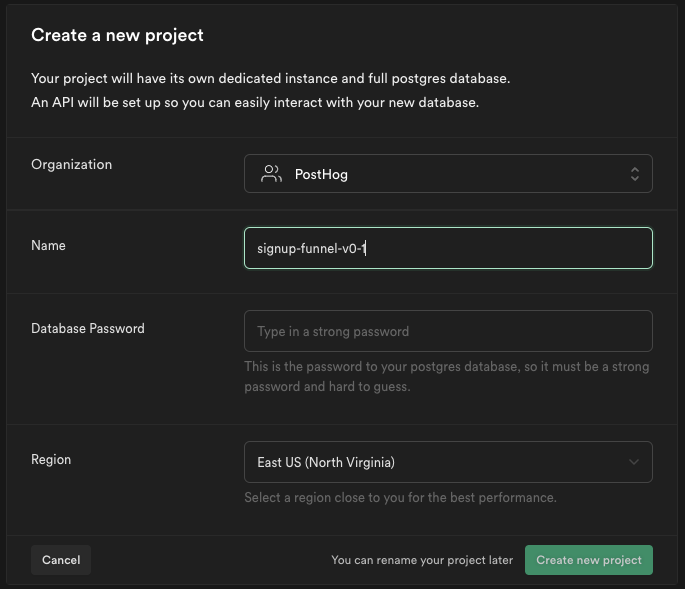 Create a new project
Your project will have its own dedicated instance and full postgres database.
An API will be set up so you can easily interact with your new database.
Organization
PostHog
Name
signup-funnel-v0-1
Database Password
Type in a strong password
This is the password to your postgres database, so it must be a strong
password and hard to guess.
Region
East US (North Virginia)
Select a region close to you for the best performance.
Cancel
You can rename your project later
Create new project